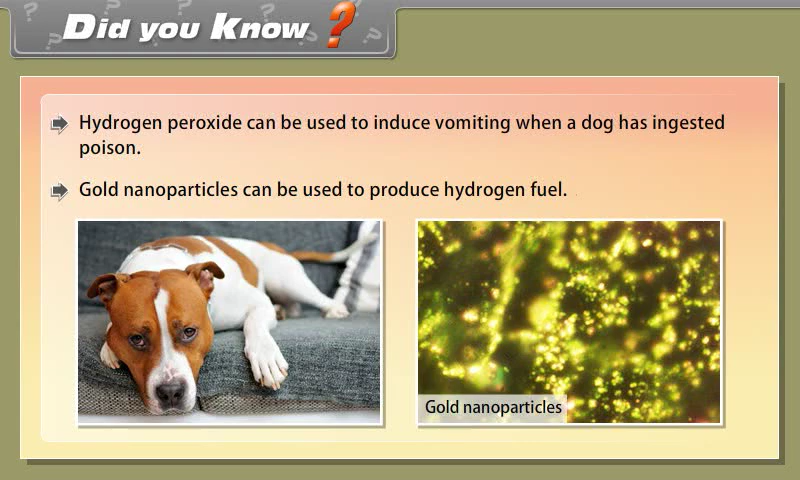 Did you Know ?
Hydrogen peroxide can be used to induce vomiting when a dog has ingested
poison.
Gold nanoparticles can be used to produce hydrogen fuel.
Gold nanoparticles